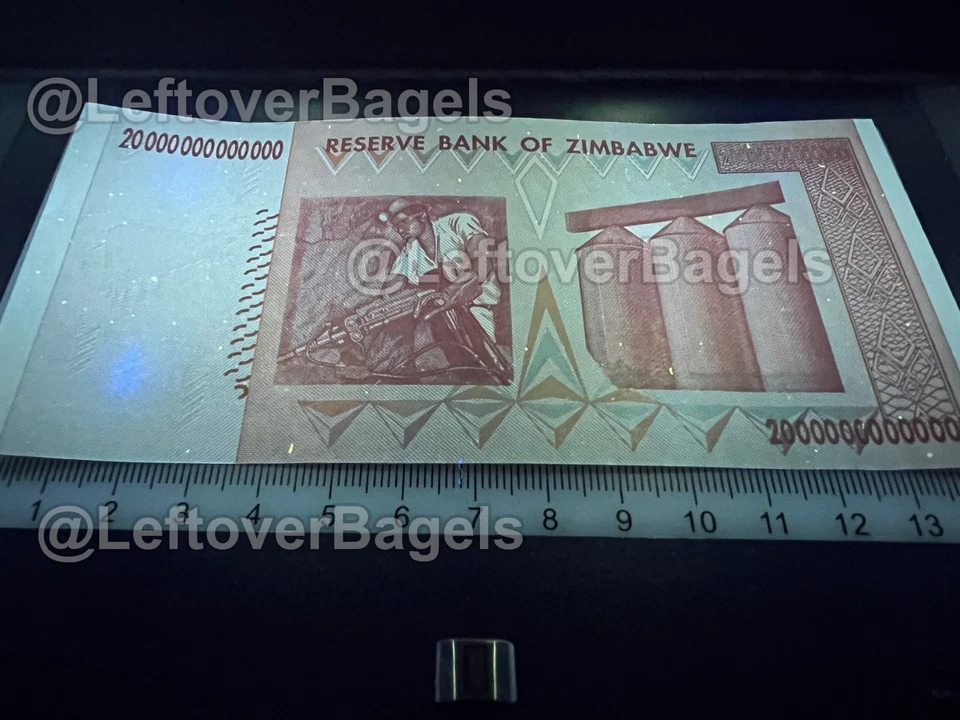 @LeftoverBagels
20000000000000
RESERVE BANK OF ZIMBABWE
@LeftoverBagels
20000000000000
1 2 3 4 5 6 7 8 9 10 11 12 13
@LeftoverBagels